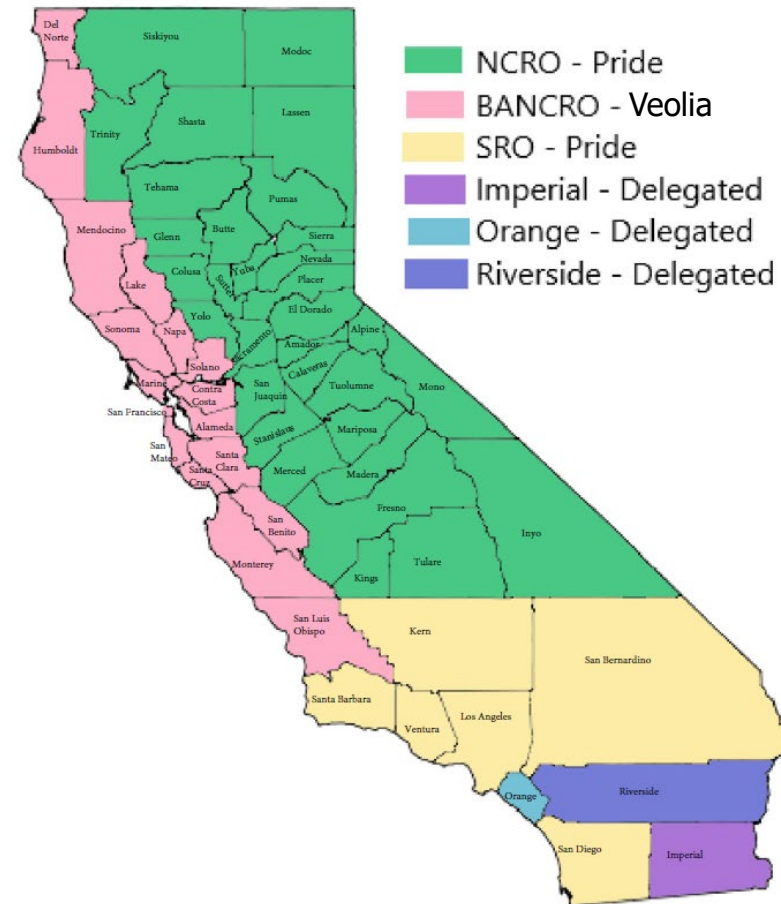 Del
Norte
Siskiyou
Modoc
Humboldt
Trinity
Shasta
Lassen
Tehama
Pumas
Mendocino
Glenn
Butte
Sierra
Colusa
Sutter
Yuba
Nevada
Placer
Lake
Yolo
El Dorado
Sonoma
Napa
Sacramento
Amador
Alpine
Solano
Calaveras
Mono
Marine
Contra
Costa
San
Juaquin
Tuolumne
San Francisco
Alameda
Stanislaus
Mariposa
San
Mateo
Santa
Clara
Santa
Cruz
Merced
Madera
San
Benito
Fresno
Inyo
Monterey
Kings
Tulare
San Luis
Obispo
Kern
San Bernardino
Santa Barbara
Ventura
Los Angeles
Orange
Riverside
San Diego
Imperial
NCRO - Pride
BANCRO - Veolia
SRO - Pride
Imperial - Delegated
Orange - Delegated
Riverside - Delegated